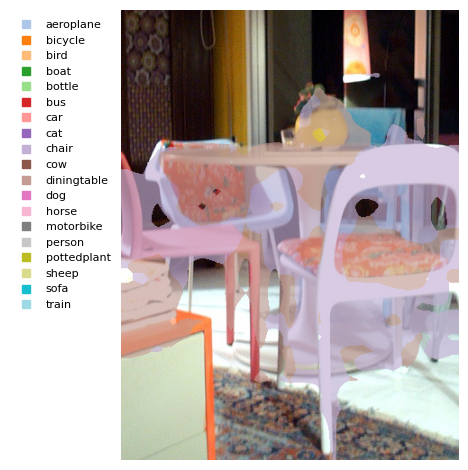 aeroplane
bicycle
bird
boat
bottle
bus
car
cat
chair
cow
diningtable
dog
horse
motorbike
person
pottedplant
sheep
sofa
train